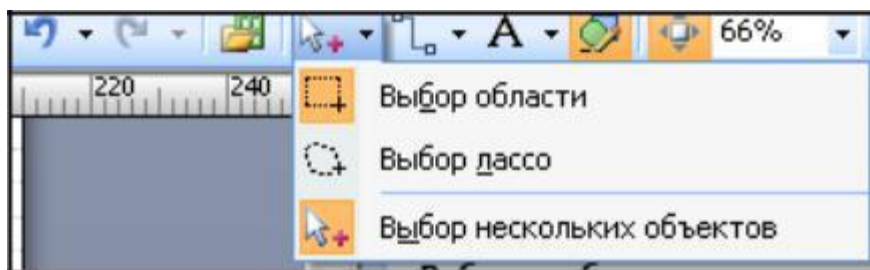 A 66%
220 240
Выбор области
Выбор лассо
Выбор нескольких объектов